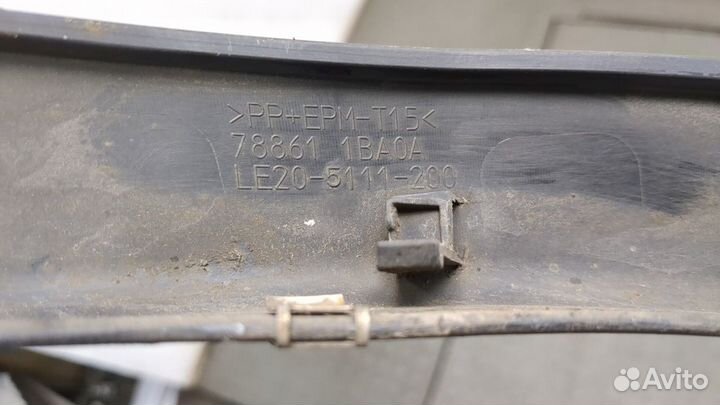 >PP+EPM-T15<
78861 1BA0A
LE20-5111-200
Avito